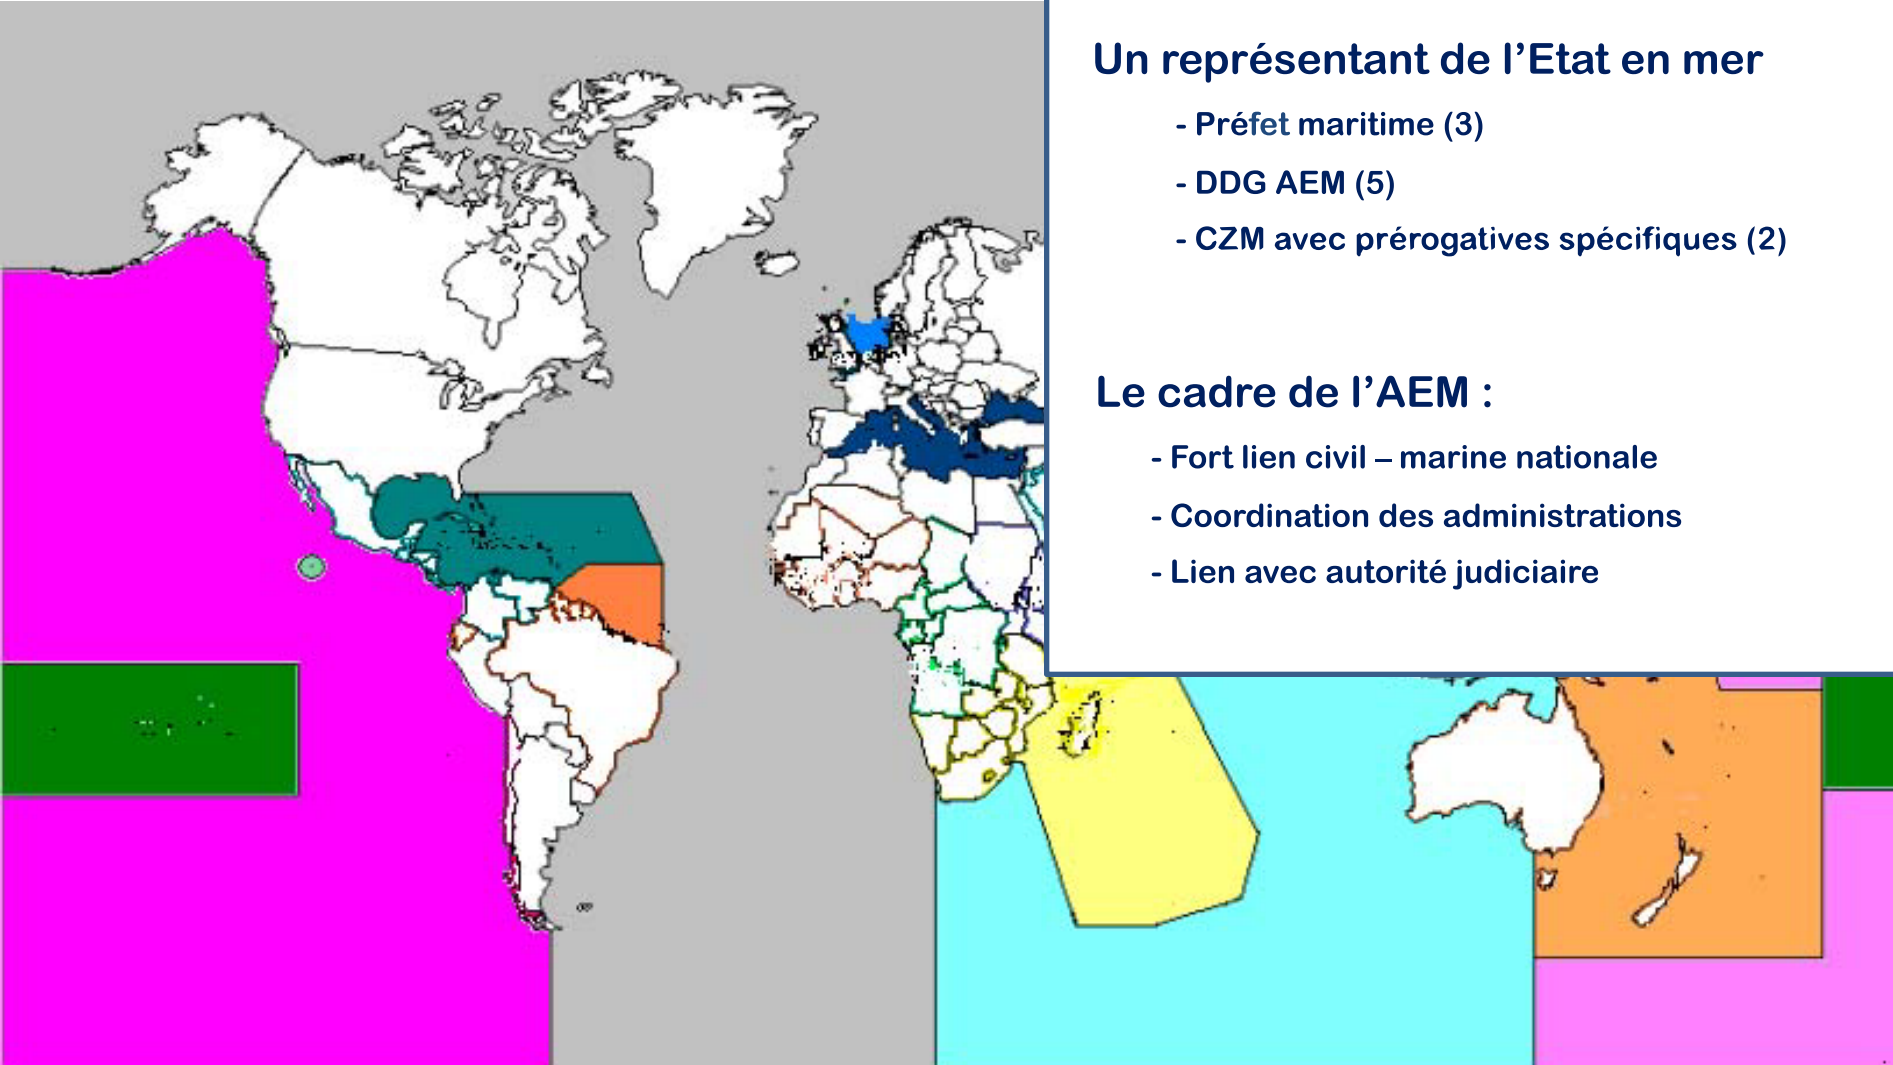 Un représentant de l’Etat en mer
- Préfet maritime (3)
- DDG AEM (5)
- CZM avec prérogatives spécifiques (2)
Le cadre de l’AEM :
- Fort lien civil – marine nationale
- Coordination des administrations
- Lien avec autorité judiciaire